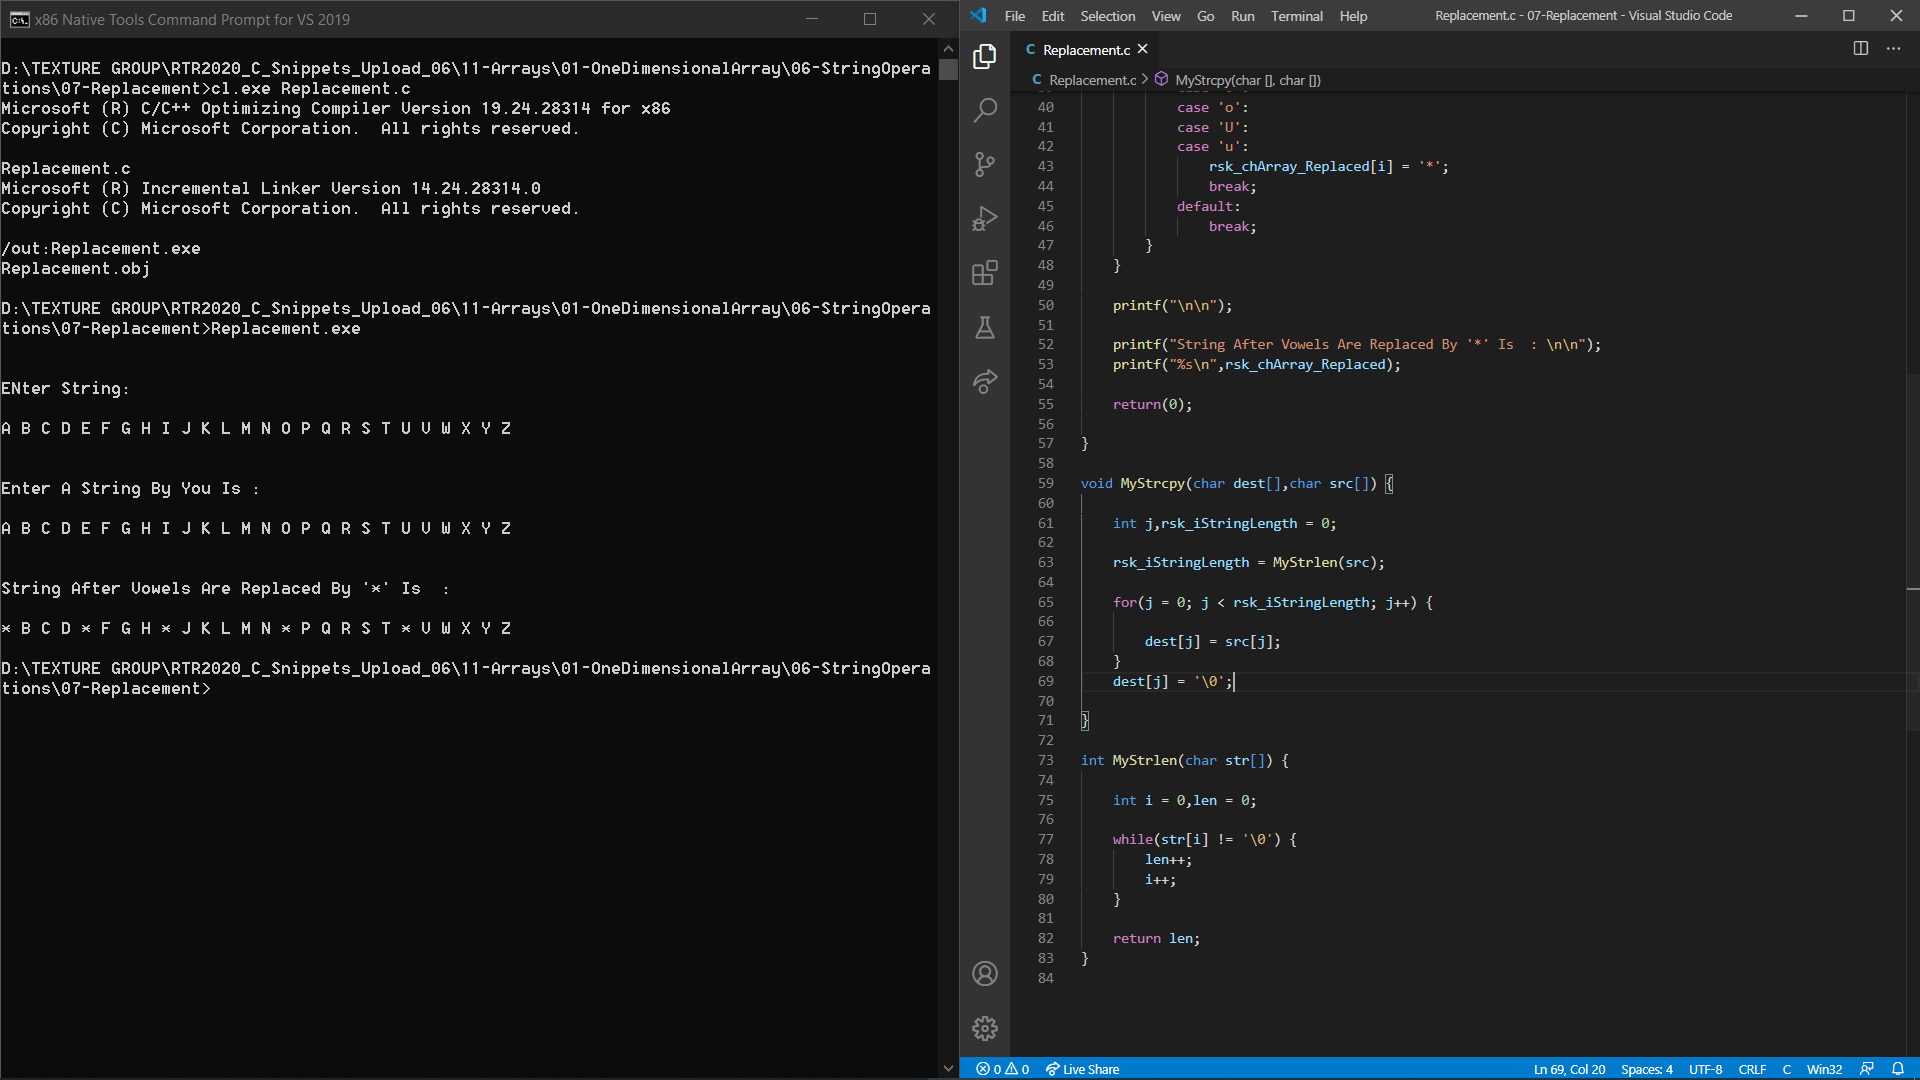 x86 Native Tools Command Prompt for VS 2019
D:\TEXTURE GROUP\RTR2020_C_Snippets_Upload_06\11-Arrays\01-OneDimensionalArray\06-StringOpera
tions\07-Replacement>cl.exe Replacement.c
Microsoft (R) C/C++ Optimizing Compiler Version 19.24.28314 for x86
Copyright (C) Microsoft Corporation.  All rights reserved.
Replacement.c
Microsoft (R) Incremental Linker Version 14.24.28314.0
Copyright (C) Microsoft Corporation.  All rights reserved.
/out:Replacement.exe
Replacement.obj
D:\TEXTURE GROUP\RTR2020_C_Snippets_Upload_06\11-Arrays\01-OneDimensionalArray\06-StringOpera
tions\07-Replacement>Replacement.exe
ENter String:
A B C D E F G H I J K L M N O P Q R S T U V W X Y Z
Enter A String By You Is :
A B C D E F G H I J K L M N O P Q R S T U V W X Y Z
String After Vowels Are Replaced By '*' Is  :
* B C D * F G H * J K L M N * P Q R S T * V W X Y Z
D:\TEXTURE GROUP\RTR2020_C_Snippets_Upload_06\11-Arrays\01-OneDimensionalArray\06-StringOpera
tions\07-Replacement>
File Edit Selection View Go Run Terminal Help Replacement.c - 07-Replacement - Visual Studio Code
C Replacement.c
C Replacement.c > MyStrcpy(char [], char [])
40 case 'o':
41 case 'U':
42 case 'u':
43 rsk_chArray_Replaced[i] = '*';
44 break;
45 default:
46 break;
47 }
48 }
49
50 printf("\n\n");
51
52 printf("String After Vowels Are Replaced By '*' Is  : \n\n");
53 printf("%s\n",rsk_chArray_Replaced);
54
55 return(0);
56
57 }
58
59 void MyStrcpy(char dest[],char src[]) {
60
61 int j,rsk_iStringLength = 0;
62
63 rsk_iStringLength = MyStrlen(src);
64
65 for(j = 0; j < rsk_iStringLength; j++) {
66
67 dest[j] = src[j];
68 }
69 dest[j] = '\0';
70
71 }
72
73 int MyStrlen(char str[]) {
74
75 int i = 0,len = 0;
76
77 while(str[i] != '\0') {
78 len++;
79 i++;
80 }
81
82 return len;
83 }
84
0 0 Live Share Ln 69, Col 20 Spaces: 4 UTF-8 CRLF C Win32